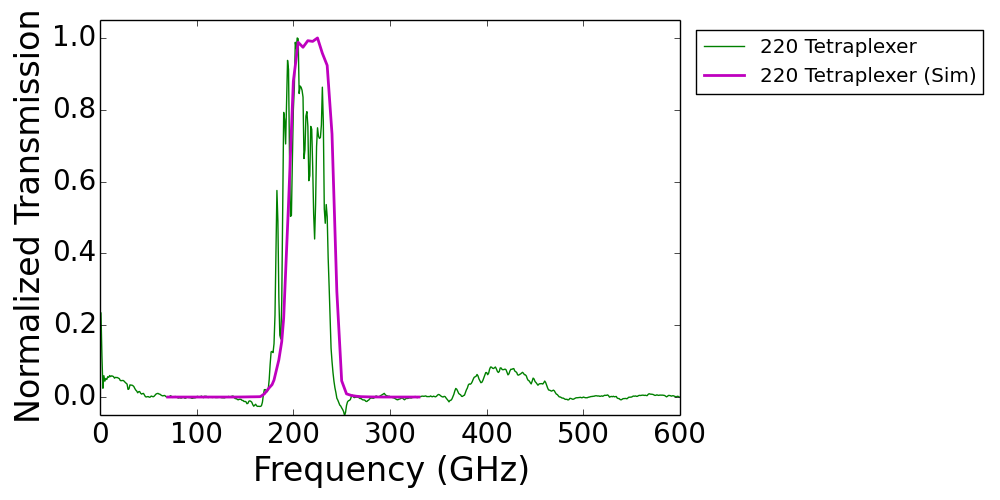 220 Tetraplexer
220 Tetraplexer (Sim)
Normalized Transmission
1.0
0.8
0.6
0.4
0.2
0.0
0 100 200 300 400 500 600
Frequency (GHz)